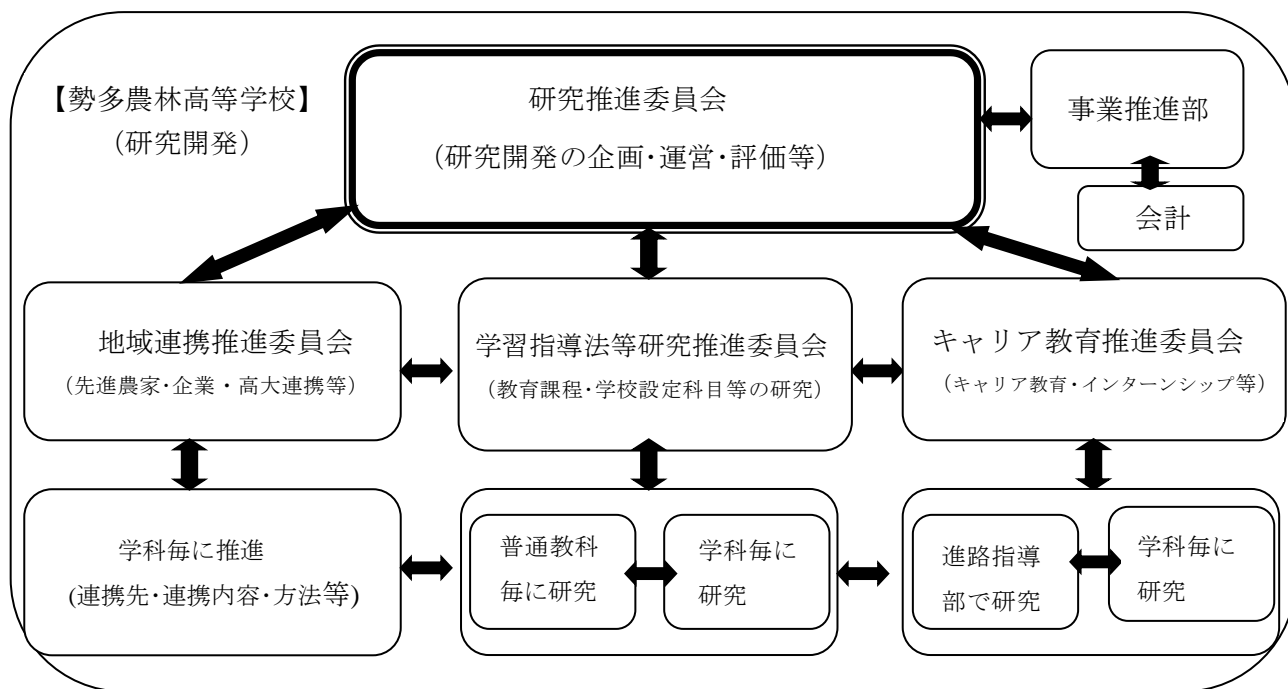 【勢多農林高等学校】
（研究開発）
研究推進委員会
（研究開発の企画・運営・評価等）
事業推進部
会計
地域連携推進委員会
（先進農家・企業・高大連携等）
学習指導法等研究推進委員会
（教育課程・学校設定科目等の研究）
キャリア教育推進委員会
（キャリア教育・インターンシップ等）
学科毎に推進
(連携先・連携内容・方法等)
普通教科
毎に研究
学科毎に
研究
進路指導
部で研究
学科毎に
研究